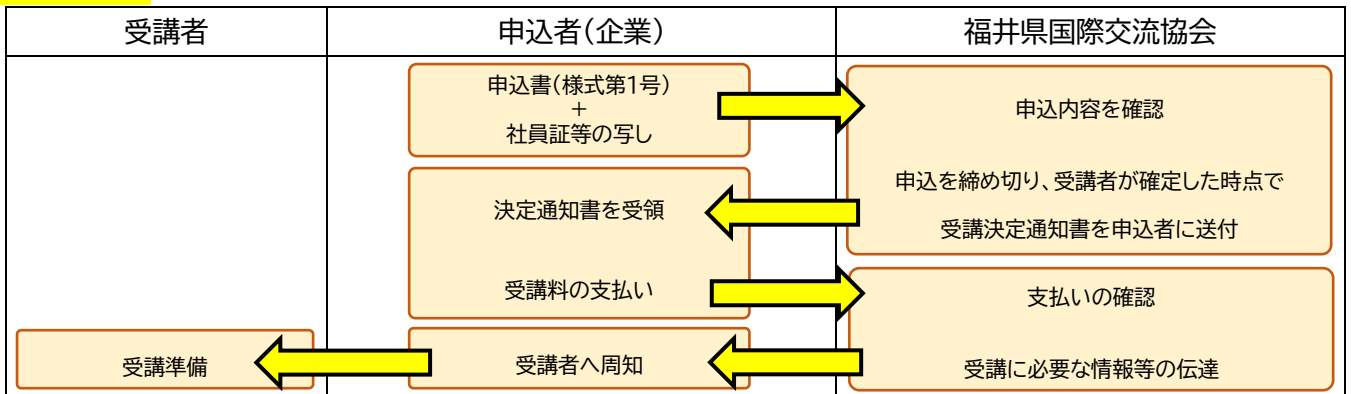 受講者
申込者(企業)
福井県国際交流協会
申込書(様式第1号)
+
社員証等の写し
申込内容を確認
申込を締め切り、受講者が確定した時点で
受講決定通知書を申込者に送付
決定通知書を受領
受講料の支払い
支払いの確認
受講に必要な情報等の伝達
受講者へ周知
受講準備